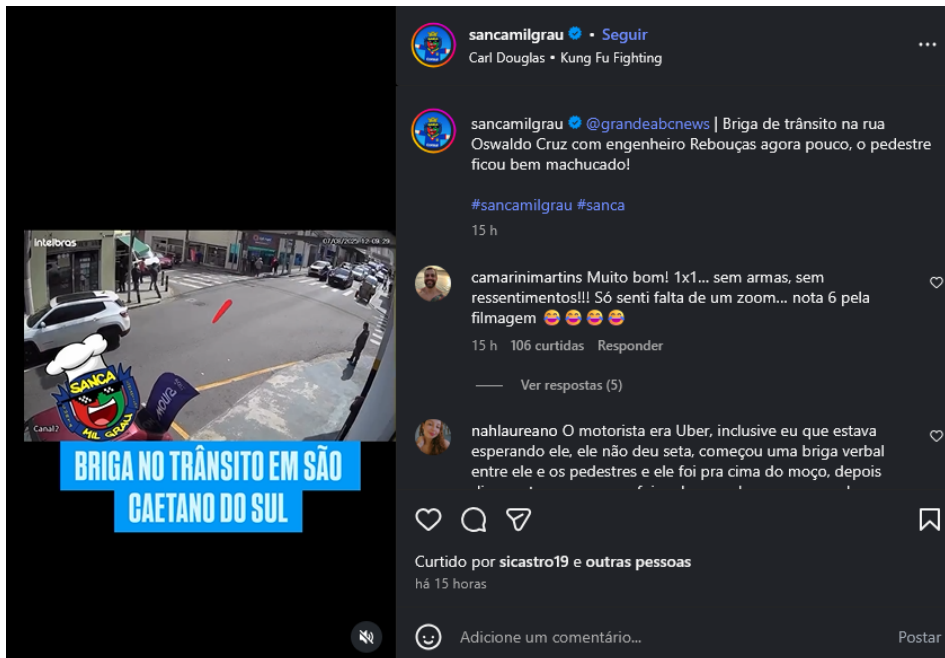 sancamilgrau • Seguir
Carl Douglas • Kung Fu Fighting
sancamilgrau @grandeabcnews | Briga de trânsito na rua
Oswaldo Cruz com engenheiro Rebouças agora pouco, o pedestre
ficou bem machucado!
#sancamilgrau #sanca
15 h
intelbras
07/08/2025 12:09:29
SANCA
MIL GRAU
Canal2
BRIGA NO TRÂNSITO EM SÃO
CAETANO DO SUL
camarinimartins Muito bom! 1x1... sem armas, sem
ressentimentos!!! Só senti falta de um zoom... nota 6 pela
filmagem 😂😂😂😂
15 h 106 curtidas Responder
Ver respostas (5)
nahlaureano O motorista era Uber, inclusive eu que estava
esperando ele, ele não deu seta, começou uma briga verbal
entre ele e os pedestres e ele foi pra cima do moço, depois
Curtido por sicastro19 e outras pessoas
há 15 horas
Adicione um comentário...
Postar